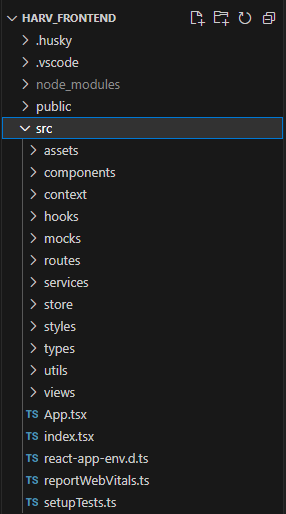 HARV_FRONTEND
.husky
.vscode
node_modules
public
src
assets
components
context
hooks
mocks
routes
services
store
styles
types
utils
views
TS App.tsx
TS index.tsx
TS react-app-env.d.ts
TS reportWebVitals.ts
TS setupTests.ts